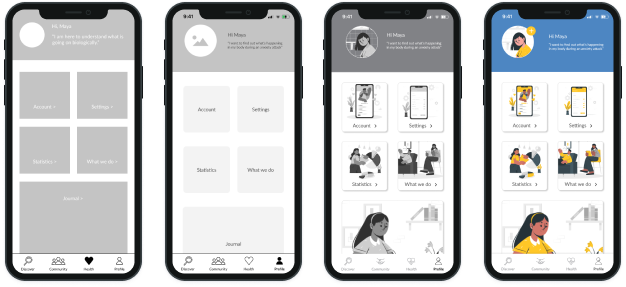 Hi, Maya
"I am here to understand what is
going on biologically"
Account >
Settings >
Statistics >
What we do >
Journal >
Discover
Community
Health
Profile
9:41
Hi Maya
"I want to find out what's happening
in my body during an anxiety attack"
Account
Settings
Statistics
What we do
Journal
Discover
Community
Health
Profile
9:41
Hi Maya
"I want to find out what's happening
in my body during an anxiety attack"
Account >
Settings >
Statistics >
What we do >
Discover
Community
Health
Profile
9:41
Hi Maya
"I want to find out what's happening
in my body during an anxiety attack"
Account >
Settings >
Statistics >
What we do >
Discover
Community
Health
Profile